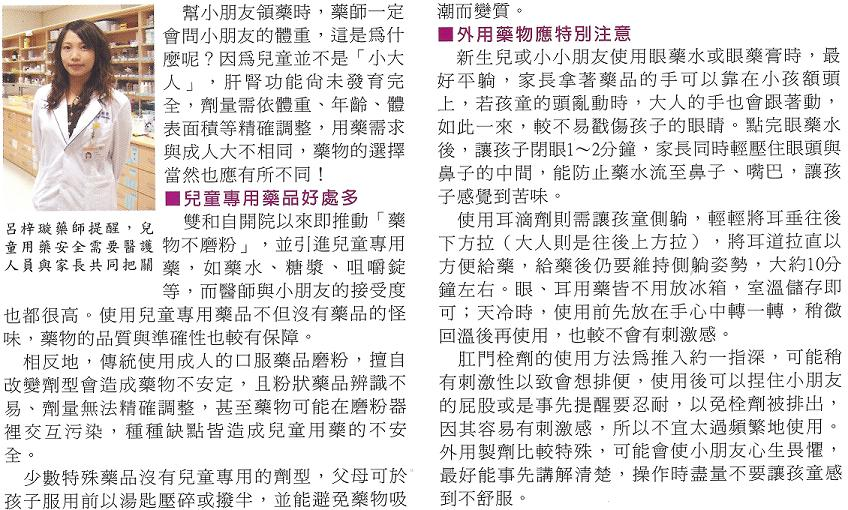 幫小朋友領藥時，藥師一定
會問小朋友的體重，這是為什
麼呢？因為兒童並不是「小大
人」，肝腎功能尚未發育完
全，劑量需依體重、年齡、體
表面積等精確調整，用藥需求
與成人大不相同，藥物的選擇
當然也應有所不同！
■兒童專用藥品好處多
雙和自開院以來即推動「藥
物不磨粉」，並引進兒童專用
藥，如藥水、糖漿、咀嚼錠
等，而醫師與小朋友的接受度
也都很高。使用兒童專用藥品不但沒有藥品的怪
味，藥物的品質與準確性也較有保障。
相反地，傳統使用成人的口服藥品磨粉，擅自
改變劑型會造成藥物不安定，且粉狀藥品辨識不
易、劑量無法精確調整，甚至藥物可能在磨粉器
裡交互污染，種種缺點皆造成兒童用藥的不安
全。
少數特殊藥品沒有兒童專用的劑型，父母可於
孩子服用前以湯匙壓碎或撥半，並能避免藥物吸
呂梓璇藥師提醒，兒
童用藥安全需要醫護
人員與家長共同把關
潮而變質。
■外用藥物應特別注意
新生兒或小小朋友使用眼藥水或眼藥膏時，最
好平躺，家長拿著藥品的手可以靠在小孩額頭
上，若孩童的頭亂動時，大人的手也會跟著動，
如此一來，較不易戳傷孩子的眼睛。點完眼藥水
後，讓孩子閉眼1～2分鐘，家長同時輕壓住眼頭與
鼻子的中間，能防止藥水流至鼻子、嘴巴，讓孩
子感覺到苦味。
使用耳滴劑則需讓孩童側躺，輕輕將耳垂往後
下方拉（大人則是往後上方拉），將耳道拉直以
方便給藥，給藥後仍要維持側躺姿勢，大約10分
鐘左右。眼、耳用藥皆不用放冰箱，室溫儲存即
可；天冷時，使用前先放在手心中轉一轉，稍微
回溫後再使用，也較不會有刺激感。
肛門栓劑的使用方法為推入約一指深，可能稍
有刺激性以致會想排便，使用後可以捏住小朋友
的屁股或是事先提醒要忍耐，以免栓劑被排出，
因其容易有刺激感，所以不宜太過頻繁地使用。
外用製劑比較特殊，可能會使小朋友心生畏懼，
最好能事先講解清楚，操作時盡量不要讓孩童感
到不舒服。